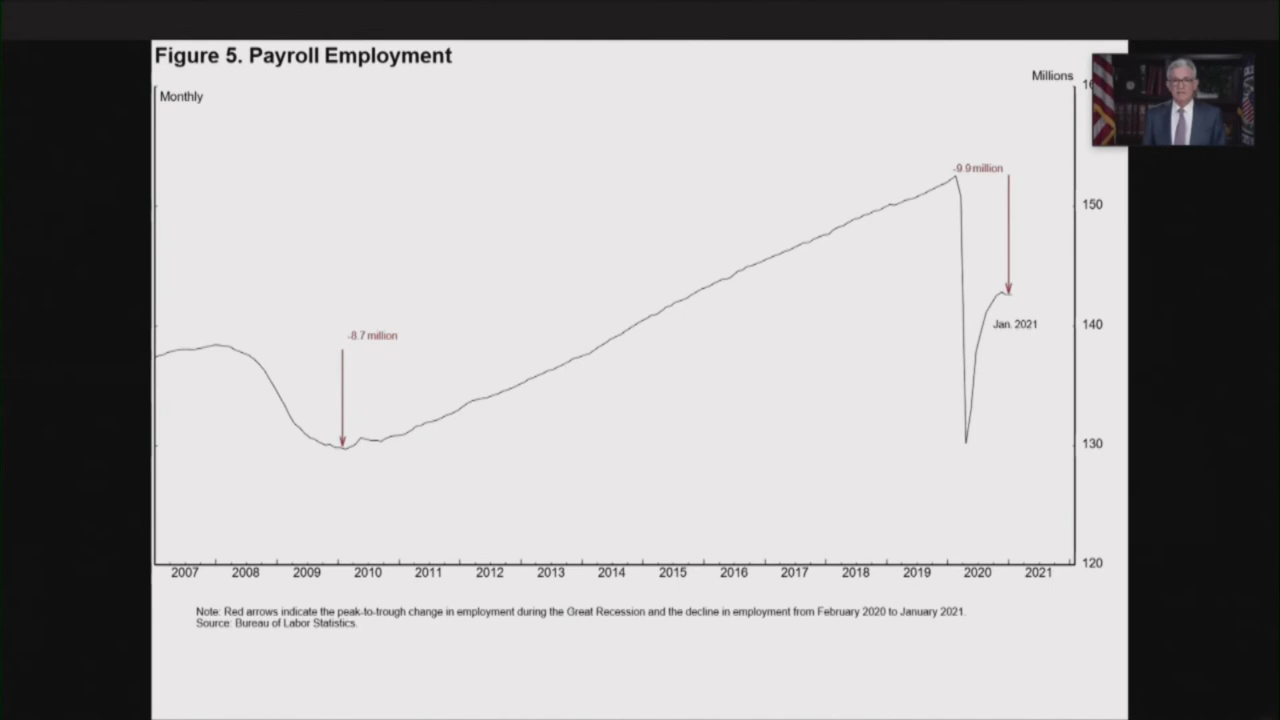 Figure 5. Payroll Employment
Millions
Monthly
-9.9 million
150
-8.7 million
140
Jan. 2021
130
120
2007 2008 2009 2010 2011 2012 2013 2014 2015 2016 2017 2018 2019 2020 2021
Note: Red arrows indicate the peak-to-trough change in employment during the Great Recession and the decline in employment from February 2020 to January 2021.
Source: Bureau of Labor Statistics.